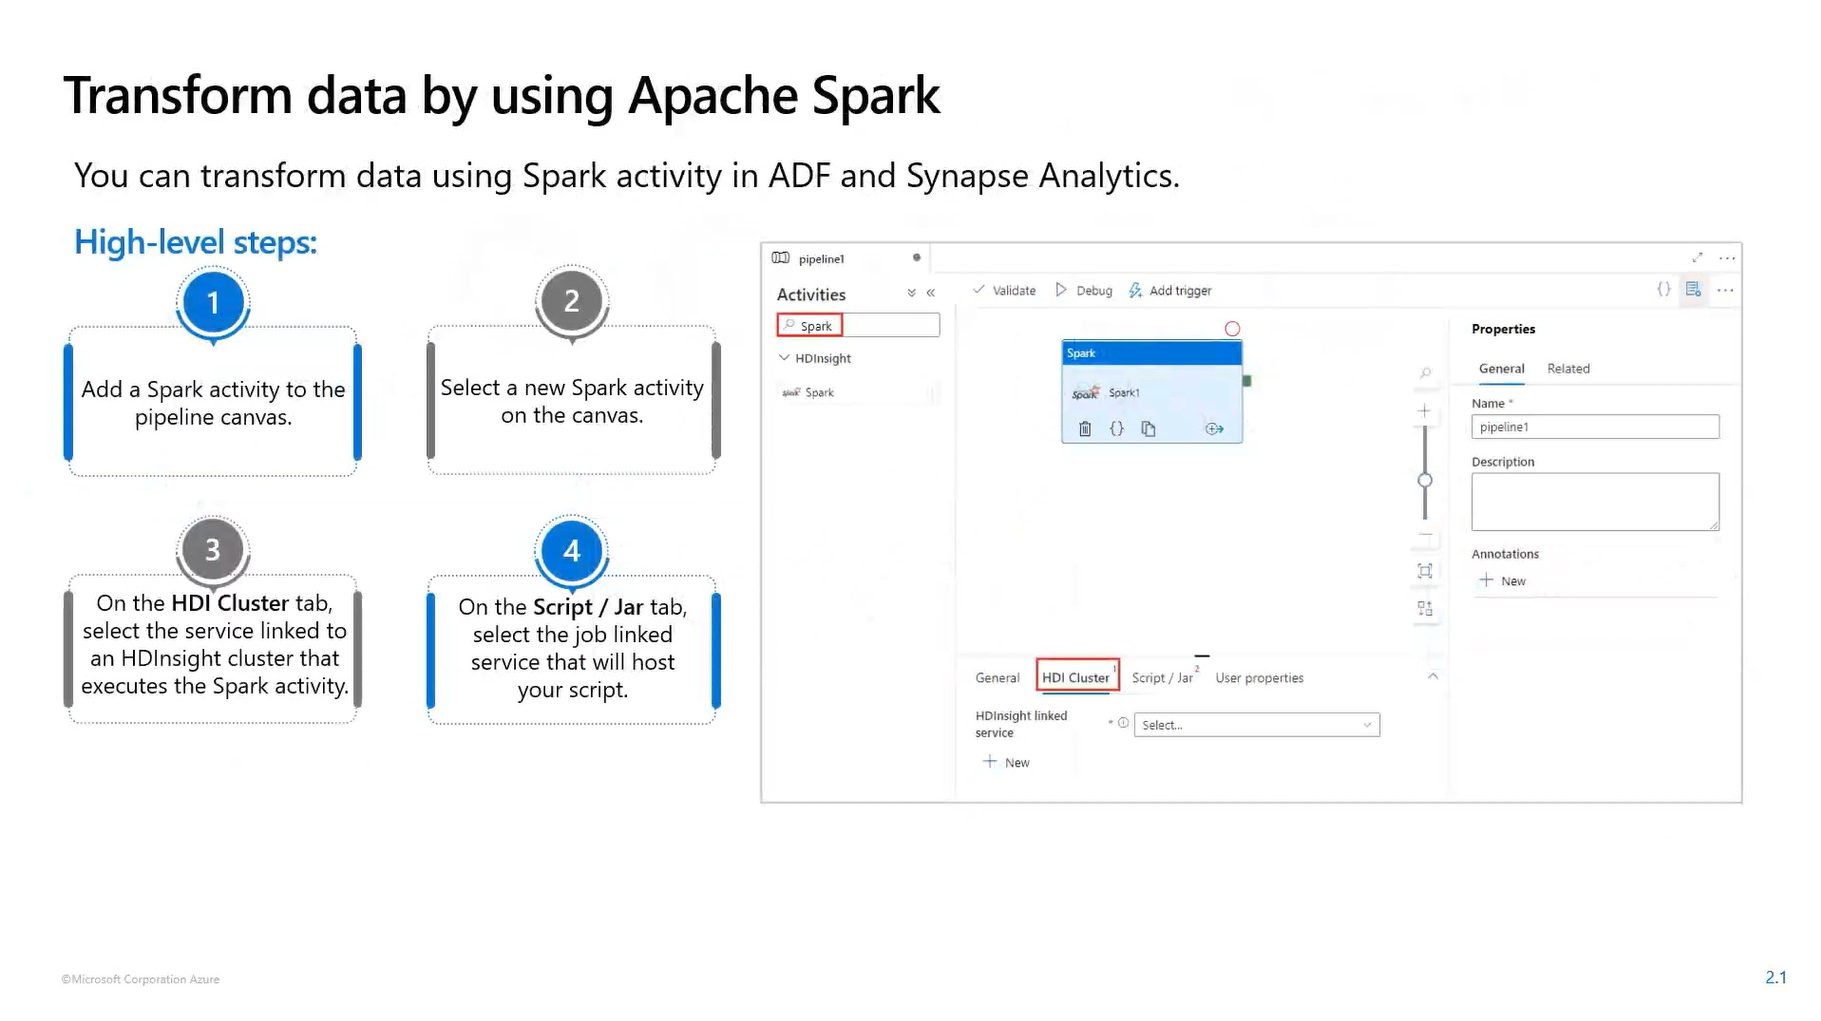 Transform data by using Apache Spark
You can transform data using Spark activity in ADF and Synapse Analytics.
High-level steps:
1
Add a Spark activity to the
pipeline canvas.
2
Select a new Spark activity
on the canvas.
3
On the HDI Cluster tab,
select the service linked to
an HDInsight cluster that
executes the Spark activity.
4
On the Script / Jar tab,
select the job linked
service that will host
your script.
pipeline1
Activities
Spark
HDInsight
Spark Spark
Validate Debug Add trigger
Spark
Spark Spark1
General HDI Cluster 1 Script / Jar 2 User properties
HDInsight linked
service
* Select...
New
Properties
General Related
Name *
pipeline1
Description
Annotations
New
©Microsoft Corporation Azure
2.1